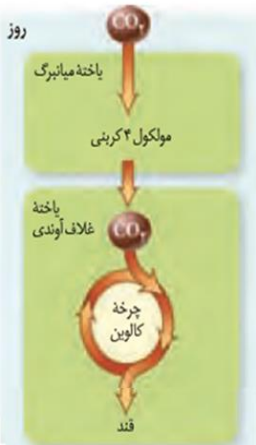 CO₂
روز
یاختهٔ میانبرگ
مولکول ۴ کربنی
یاختهٔ
غلاف آوندی
CO₂
چرخهٔ
کالوین
قند